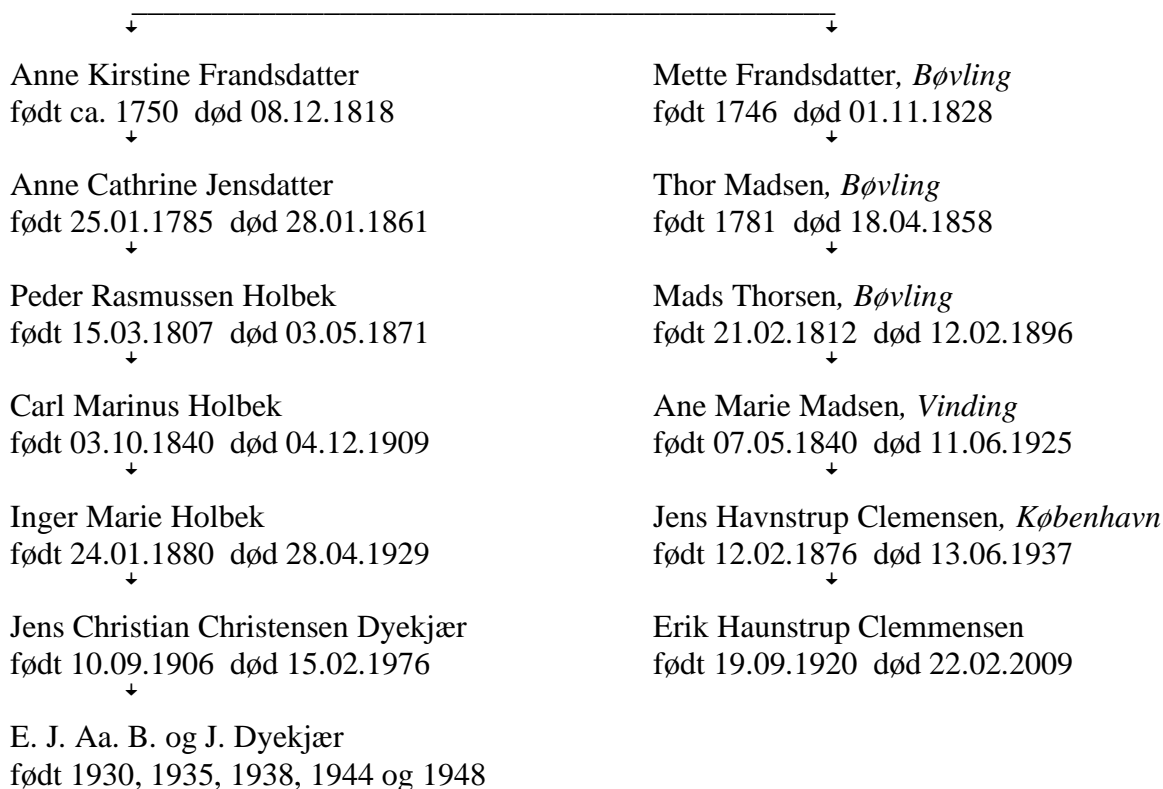 Anne Kirstine Frandsdatter
født ca. 1750  død 08.12.1818
Anne Cathrine Jensdatter
født 25.01.1785  død 28.01.1861
Peder Rasmussen Holbek
født 15.03.1807  død 03.05.1871
Carl Marinus Holbek
født 03.10.1840  død 04.12.1909
Inger Marie Holbek
født 24.01.1880  død 28.04.1929
Jens Christian Christensen Dyekjær
født 10.09.1906  død 15.02.1976
E. J. Aa. B. og J. Dyekjær
født 1930, 1935, 1938, 1944 og 1948
Mette Frandsdatter, Bøvling
født 1746  død 01.11.1828
Thor Madsen, Bøvling
født 1781  død 18.04.1858
Mads Thorsen, Bøvling
født 21.02.1812  død 12.02.1896
Ane Marie Madsen, Vinding
født 07.05.1840  død 11.06.1925
Jens Havnstrup Clemensen, København
født 12.02.1876  død 13.06.1937
Erik Haunstrup Clemmensen
født 19.09.1920  død 22.02.2009